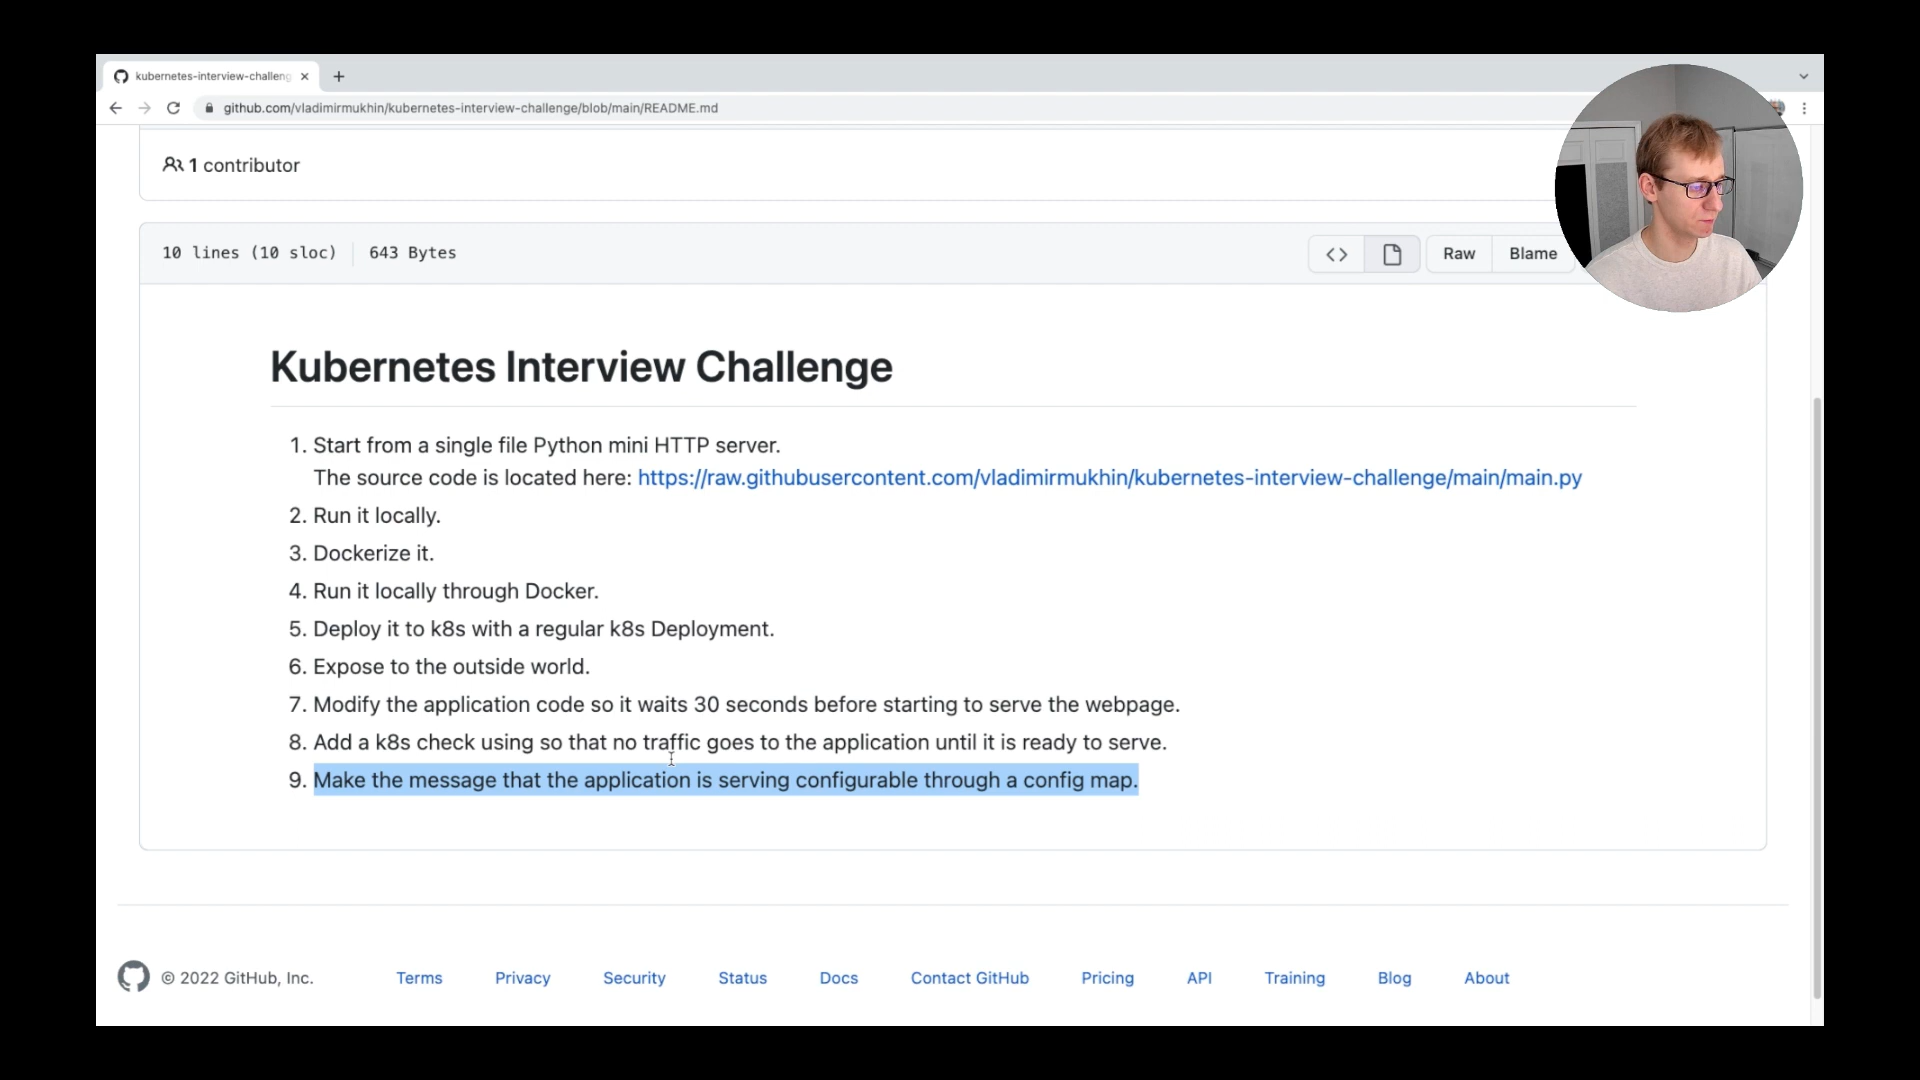 kubernetes-interview-challeng
github.com/vladimirmukhin/kubernetes-interview-challenge/blob/main/README.md
1 contributor
10 lines (10 sloc) 643 Bytes
Raw Blame
Kubernetes Interview Challenge
1. Start from a single file Python mini HTTP server.
The source code is located here: https://raw.githubusercontent.com/vladimirmukhin/kubernetes-interview-challenge/main/main.py
2. Run it locally.
3. Dockerize it.
4. Run it locally through Docker.
5. Deploy it to k8s with a regular k8s Deployment.
6. Expose to the outside world.
7. Modify the application code so it waits 30 seconds before starting to serve the webpage.
8. Add a k8s check using so that no traffic goes to the application until it is ready to serve.
9. Make the message that the application is serving configurable through a config map.
© 2022 GitHub, Inc. Terms Privacy Security Status Docs Contact GitHub Pricing API Training Blog About